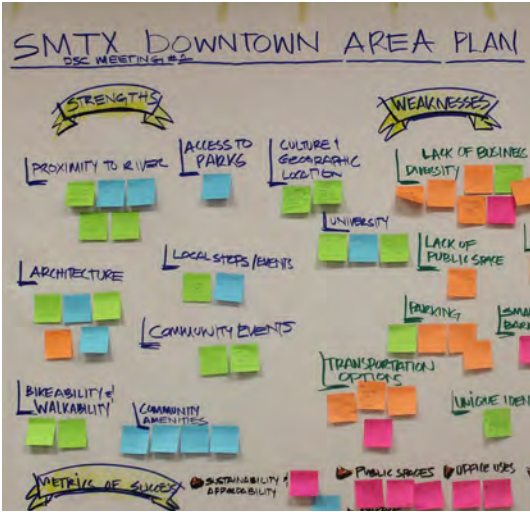 SMTX DOWNTOWN AREA PLAN
DSC MEETING #2
STRENGTHS
WEAKNESSES
PROXIMITY TO RIVER
ACCESS TO
PARKS
CULTURE &
GEOGRAPHIC
LOCATION
LACK OF BUSINES
DIVERSITY
UNIVERSITY
LACK OF
PUBLIC SPACE
ARCHITECTURE
LOCAL STOPS/EVENTS
PARKING
COMMUNITY EVENTS
TRANSPORTATION
OPTIONS
BIKEABILITY &
WALKABILITY
COMMUNITY
AMENITIES
UNIQUE IDEN
METRICS OF SUCCESS
SUSTAINABILITY &
AFFORDABILITY
PUBLIC SPACES
OFFICE USES